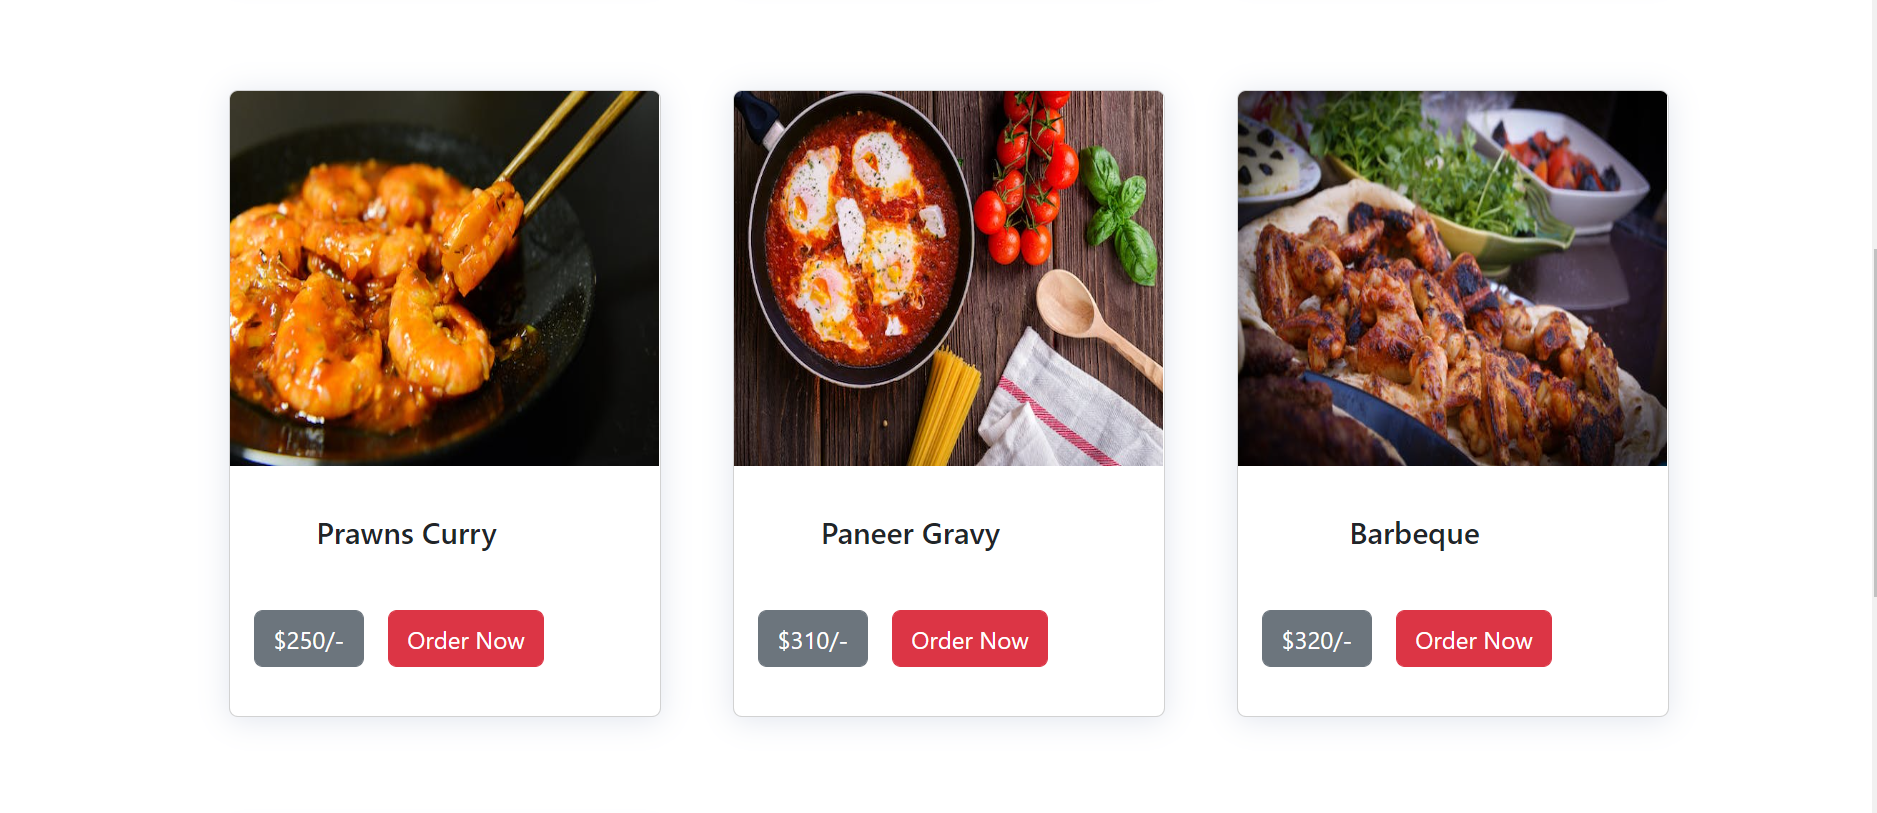 Prawns Curry
Paneer Gravy
Barbeque
$250/- Order Now
$310/- Order Now
$320/- Order Now